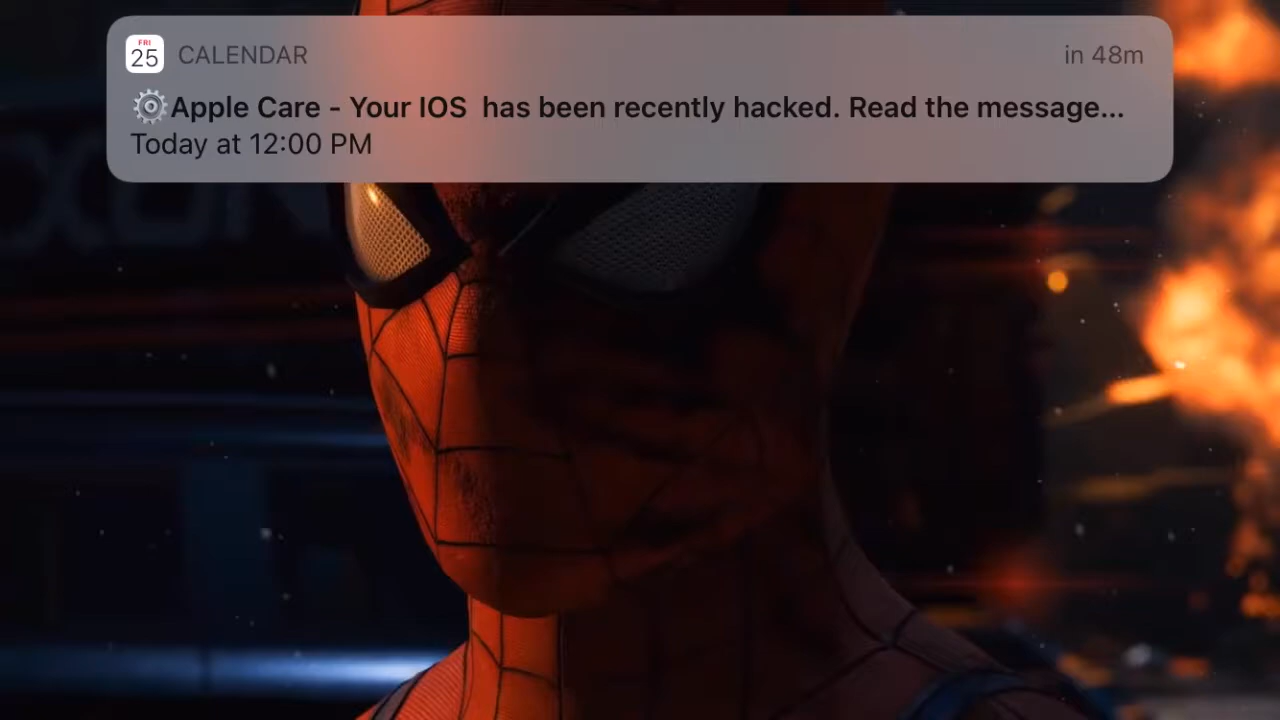 FRI
25
CALENDAR
in 48m
Apple Care - Your IOS has been recently hacked. Read the message...
Today at 12:00 PM